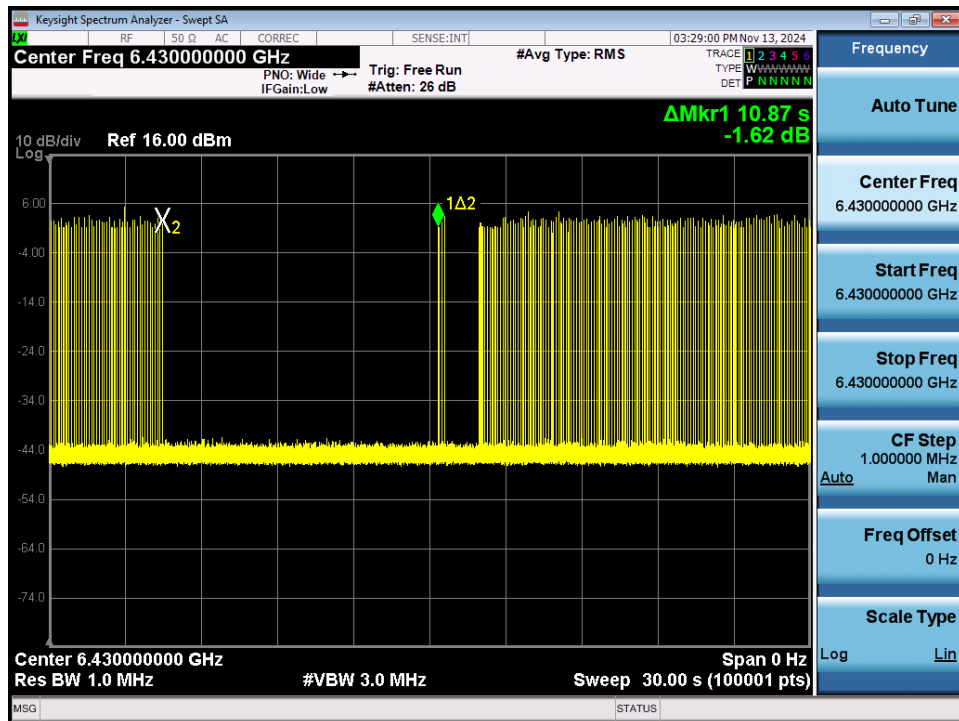 Keysight Spectrum Analyzer - Swept SA
LXI RF 50 Ω AC CORREC SENSE:INT 03:29:00 PM Nov 13, 2024
Center Freq 6.430000000 GHz
PNO: Wide
IFGain:Low
Trig: Free Run
#Atten: 26 dB
#Avg Type: RMS
TRACE 1 2 3 4 5 6
TYPE WWWWWW
DET P N N N N N
ΔMkr1 10.87 s
-1.62 dB
10 dB/div Ref 16.00 dBm
Log
6.00
-4.00
-14.0
-24.0
-34.0
-44.0
-54.0
-64.0
-74.0
X2
1Δ2
Center 6.430000000 GHz Span 0 Hz
Res BW 1.0 MHz #VBW 3.0 MHz Sweep 30.00 s (100001 pts)
MSG STATUS
Frequency
Auto Tune
Center Freq
6.430000000 GHz
Start Freq
6.430000000 GHz
Stop Freq
6.430000000 GHz
CF Step
1.000000 MHz
Auto Man
Freq Offset
0 Hz
Scale Type
Log Lin